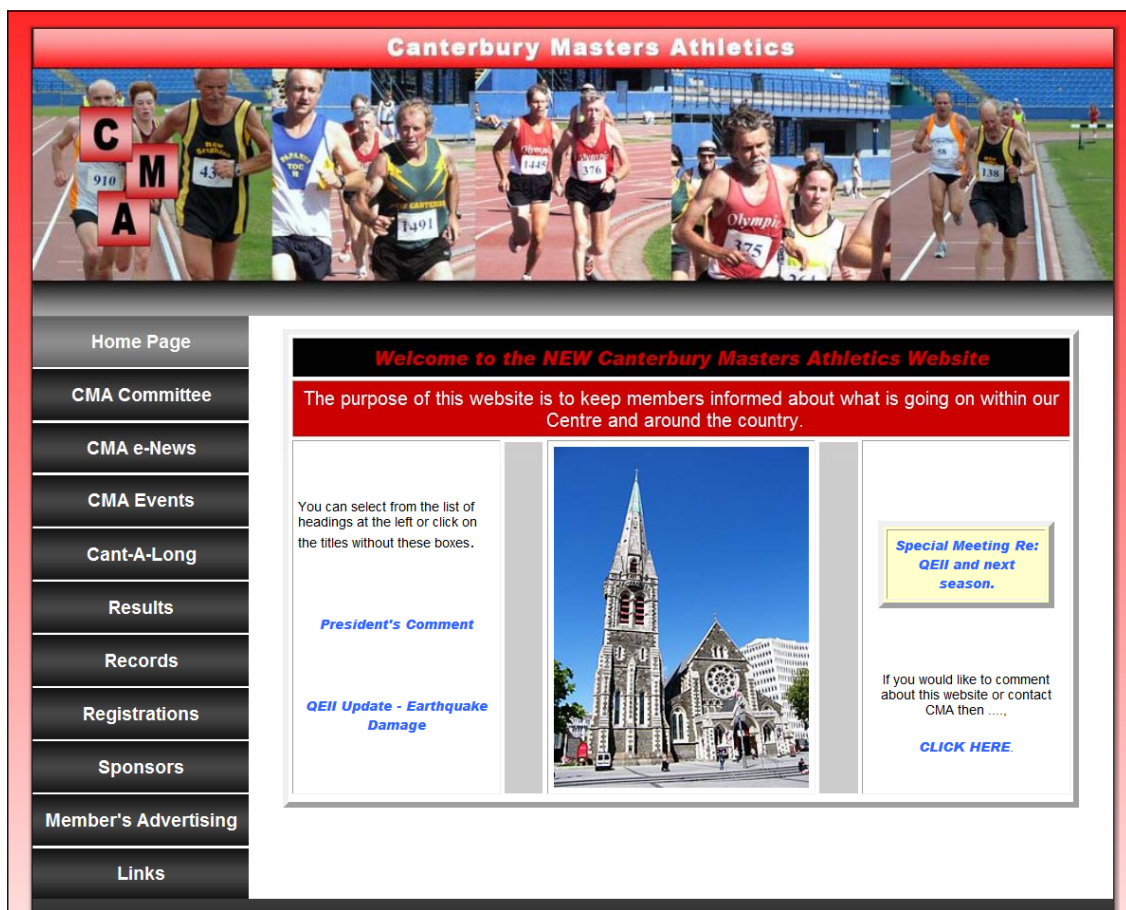 Canterbury Masters Athletics
C
M
A
910
43
PAPANUI
TOC
H
1491
Olympic
1445
376
Olympic
375
138
Home Page
CMA Committee
CMA e-News
CMA Events
Cant-A-Long
Results
Records
Registrations
Sponsors
Member's Advertising
Links
Welcome to the NEW Canterbury Masters Athletics Website
The purpose of this website is to keep members informed about what is going on within our
Centre and around the country.
You can select from the list of
headings at the left or click on
the titles without these boxes.
President's Comment
QEII Update - Earthquake
Damage
Special Meeting Re:
QEII and next
season.
If you would like to comment
about this website or contact
CMA then ....,
CLICK HERE.